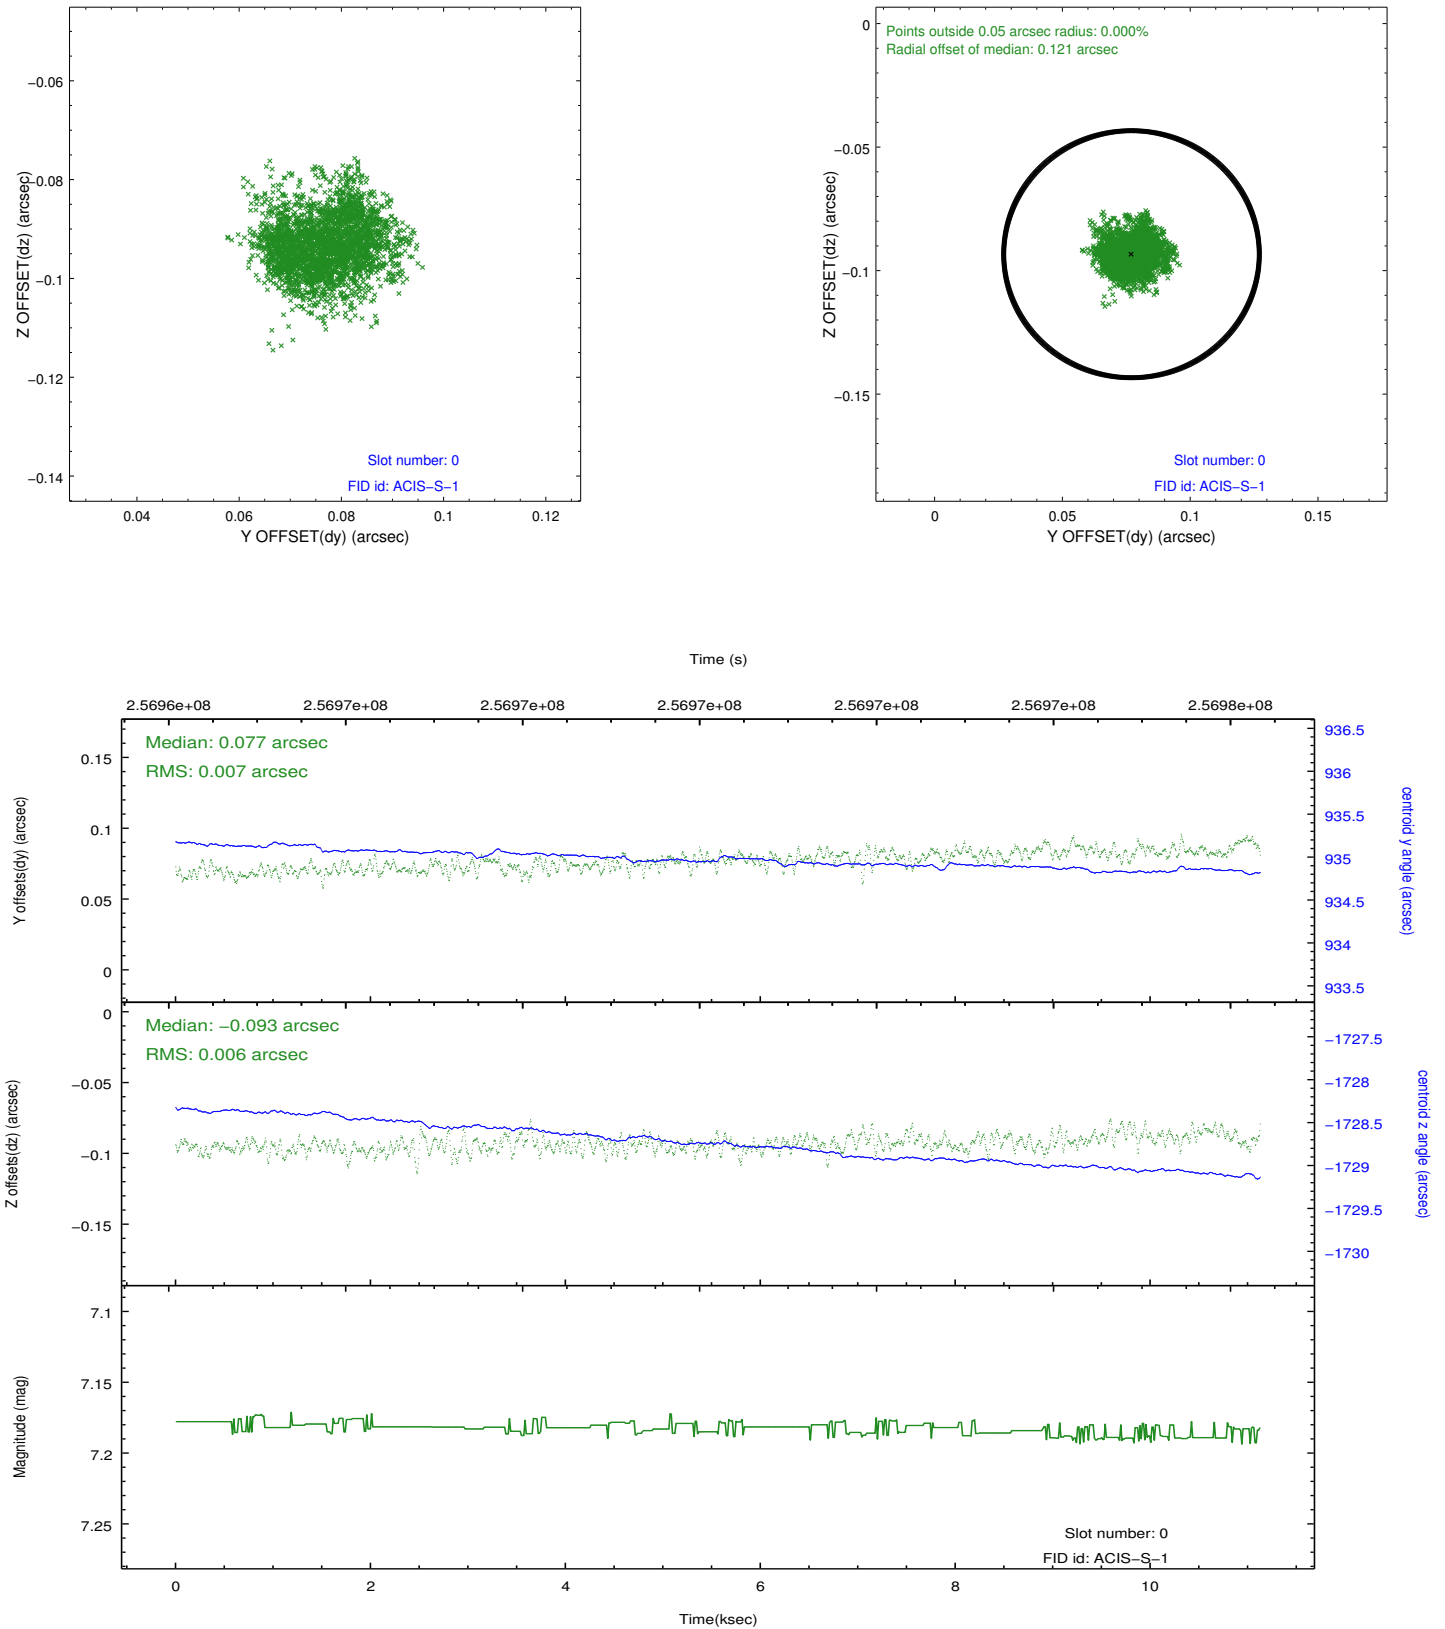 −0.06
−0.08
−0.1
−0.12
−0.14
Z OFFSET(dz) (arcsec)
Slot number: 0
FID id: ACIS−S−1
0.04 0.06 0.08 0.1 0.12
Y OFFSET(dy) (arcsec)
Points outside 0.05 arcsec radius: 0.000%
Radial offset of median: 0.121 arcsec
0
−0.05
−0.1
−0.15
Z OFFSET(dz) (arcsec)
Slot number: 0
FID id: ACIS−S−1
0 0.05 0.1 0.15
Y OFFSET(dy) (arcsec)
Time (s)
2.5696e+08 2.5697e+08 2.5697e+08 2.5697e+08 2.5697e+08 2.5697e+08 2.5698e+08
Median: 0.077 arcsec
RMS: 0.007 arcsec
0.15
0.1
0.05
0
Y offsets(dy) (arcsec)
936.5
936
935.5
935
934.5
934
933.5
centroid y angle (arcsec)
Median: −0.093 arcsec
RMS: 0.006 arcsec
0
−0.05
−0.1
−0.15
Z offsets(dz) (arcsec)
−1727.5
−1728
−1728.5
−1729
−1729.5
−1730
centroid z angle (arcsec)
7.1
7.15
7.2
7.25
Magnitude (mag)
Slot number: 0
FID id: ACIS−S−1
0 2 4 6 8 10
Time(ksec)